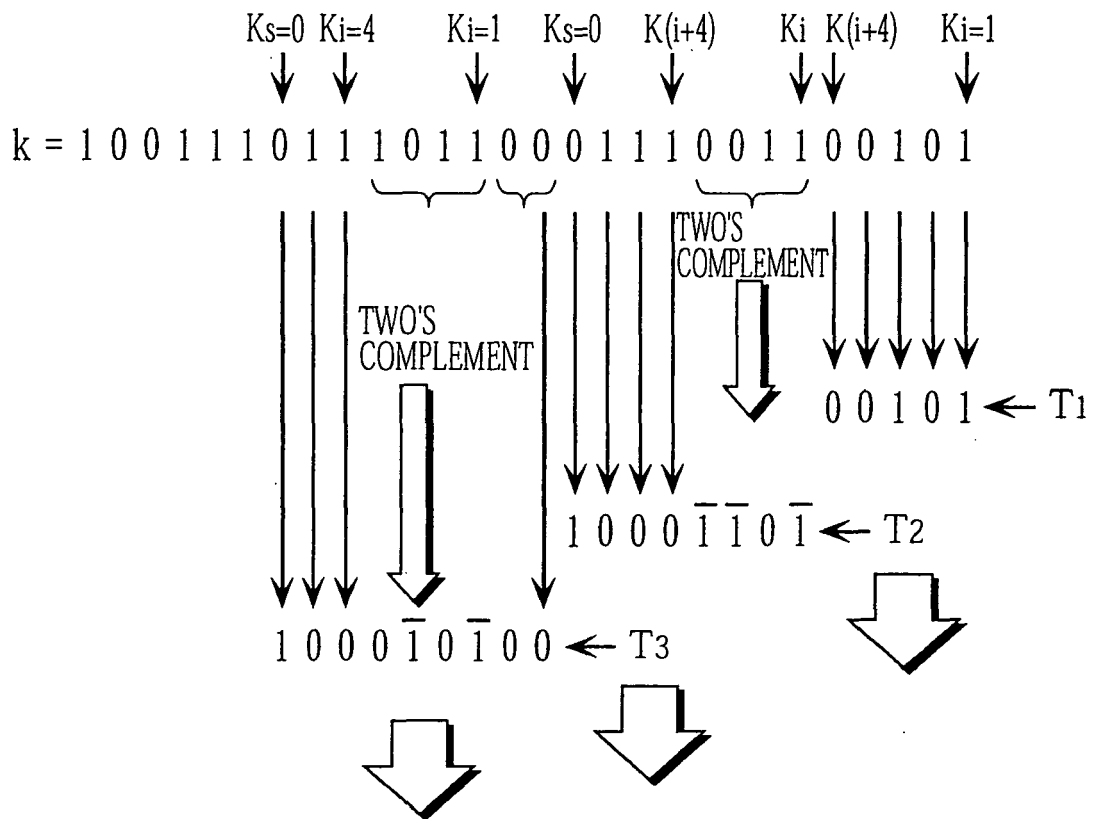 Ks=0 Ki=4 Ki=1 Ks=0 K(i+4) Ki K(i+4) Ki=1
k = 1 0 0 1 1 1 0 1 1 1 0 1 1 0 0 0 1 1 1 0 0 1 1 0 0 1 0 1
TWO'S
COMPLEMENT
TWO'S
COMPLEMENT
0 0 1 0 1 ← T1
1 0 0 0 1̅ 1̅ 0 1̅ ← T2
1 0 0 0 1̅ 0 1̅ 0 0 ← T3